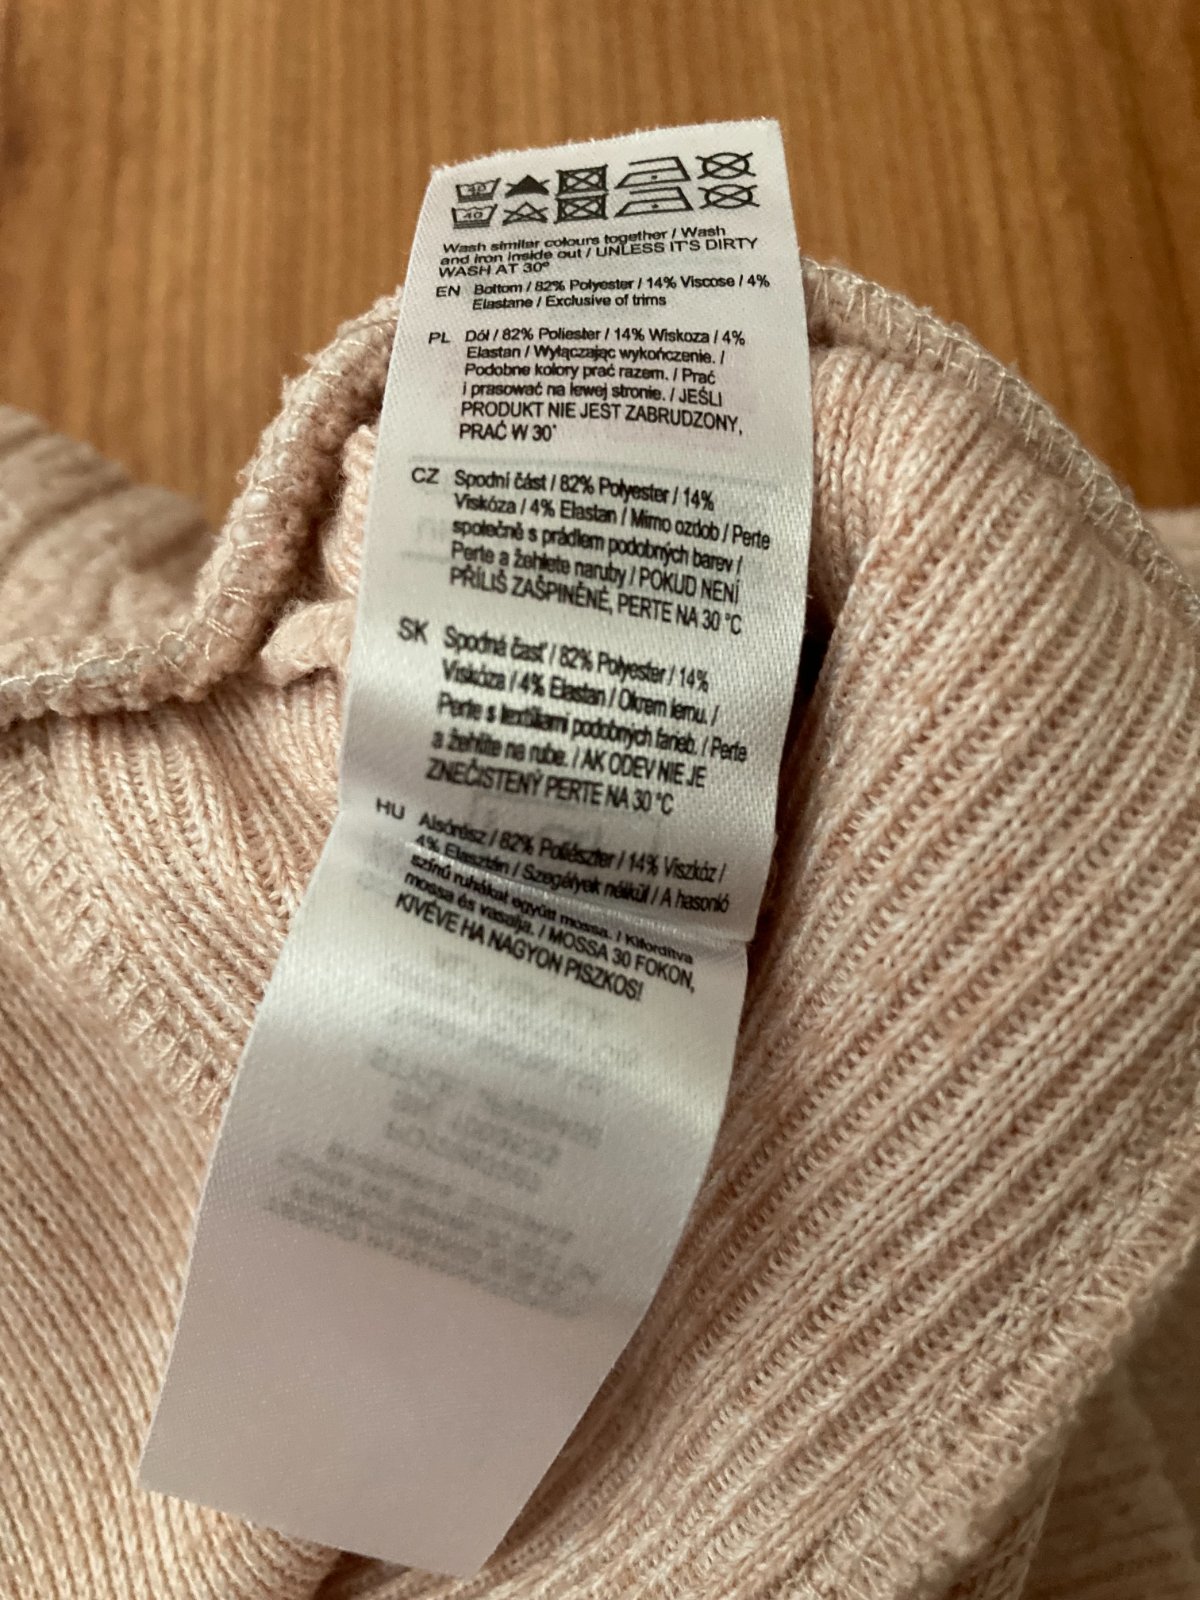 40
40
Wash similar colours together / Wash
and iron inside out / UNLESS IT'S DIRTY
WASH AT 30°
EN Bottom / 82% Polyester / 14% Viscose / 4%
Elastane / Exclusive of trims
PL Dół / 82% Poliester / 14% Wiskoza / 4%
Elastan / Wyłączając wykończenie. /
Podobne kolory prać razem. / Prać
i prasować na lewej stronie. / JEŚLI
PRODUKT NIE JEST ZABRUDZONY,
PRAĆ W 30°
CZ Spodní část / 82% Polyester / 14%
Viskóza / 4% Elastan / Mimo ozdob / Perte
společně s prádlem podobných barev /
Perte a žehlete naruby / POKUD NENÍ
PŘÍLIŠ ZAŠPINĚNÉ, PERTE NA 30 °C
SK Spodná časť / 82% Polyester / 14%
Viskóza / 4% Elastan / Okrem lemu. /
Perte s textíliami podobných farieb. / Perte
a žehlite na rube. / AK ODEV NIE JE
ZNEČISTENÝ PERTE NA 30 °C
HU Alsórész / 82% Poliészter / 14% Viszkóz /
4% Elasztán / Szegélyek nélkül / A hasonló
színű ruhákat együtt mossa. / Kifordítva
mossa és vasalja. / MOSSA 30 FOKON,
KIVÉVE HA NAGYON PISZKOS!